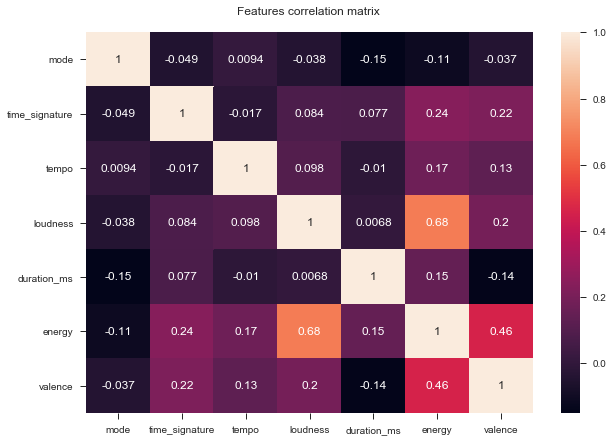 Features correlation matrix
mode 1 -0.049 0.0094 -0.038 -0.15 -0.11 -0.037
time_signature -0.049 1 -0.017 0.084 0.077 0.24 0.22
tempo 0.0094 -0.017 1 0.098 -0.01 0.17 0.13
loudness -0.038 0.084 0.098 1 0.0068 0.68 0.2
duration_ms -0.15 0.077 -0.01 0.0068 1 0.15 -0.14
energy -0.11 0.24 0.17 0.68 0.15 1 0.46
valence -0.037 0.22 0.13 0.2 -0.14 0.46 1
mode time_signature tempo loudness duration_ms energy valence
1.0
0.8
0.6
0.4
0.2
0.0